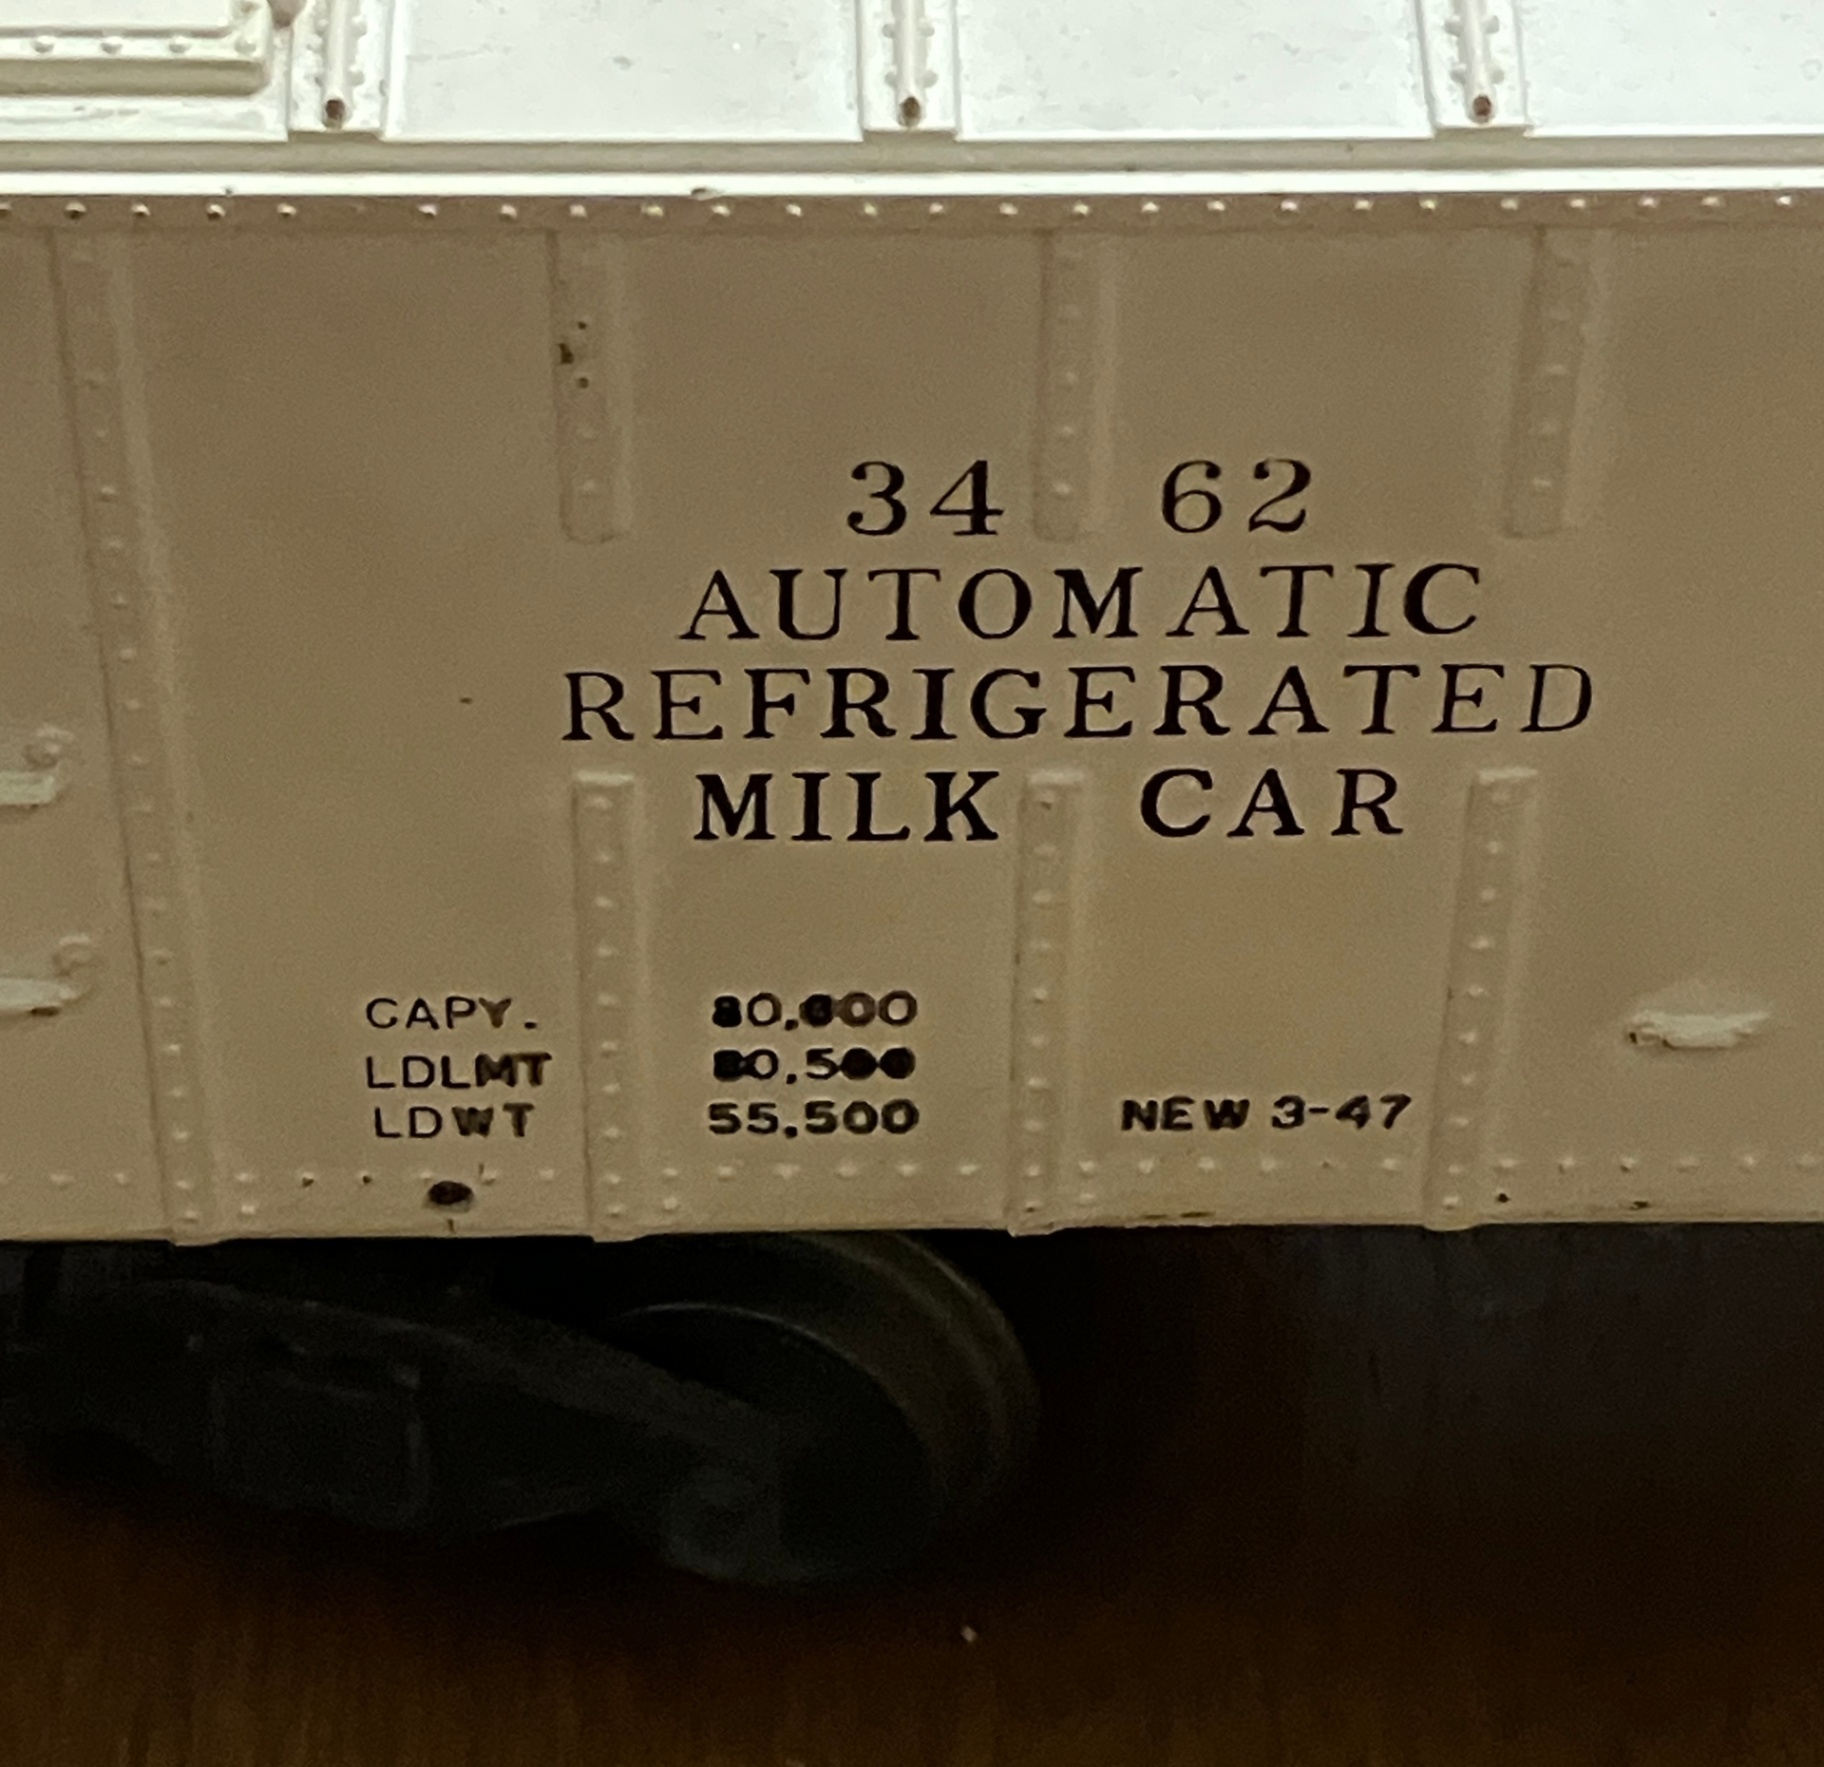 34 62
AUTOMATIC
REFRIGERATED
MILK CAR
CAPY. 80,000
LDLMT 80,500
LDWT 55,500 NEW 3-47